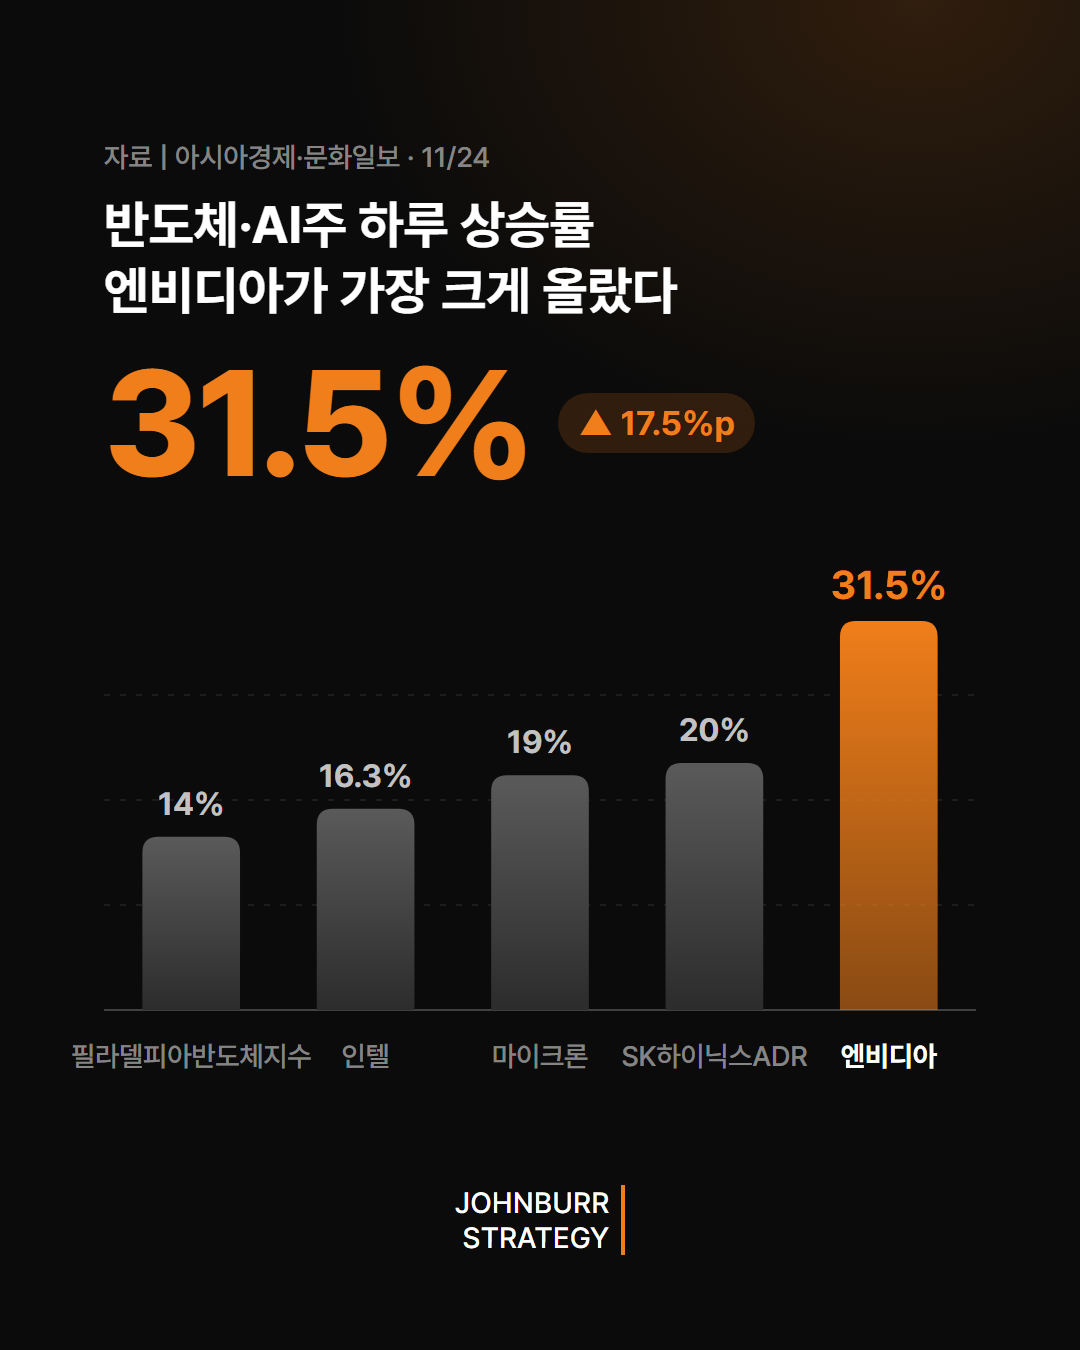 자료 | 아시아경제·문화일보 · 11/24
반도체·AI주 하루 상승률
엔비디아가 가장 크게 올랐다
31.5%
▲ 17.5%p
31.5%
20%
19%
16.3%
14%
필라델피아반도체지수 인텔 마이크론 SK하이닉스ADR 엔비디아
JOHNBURR
STRATEGY